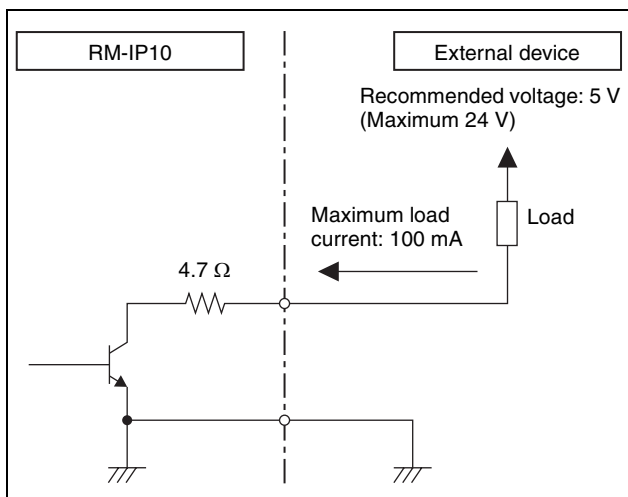 RM-IP10
External device
Recommended voltage: 5 V
(Maximum 24 V)
Maximum load
current: 100 mA
Load
4.7 Ω